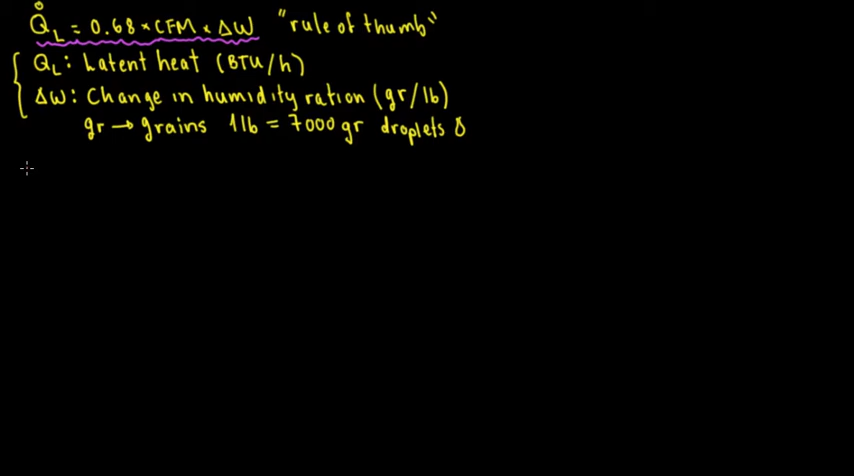 Q̊L = 0.68 × CFM × ΔW "rule of thumb"
QL: Latent heat (BTU/h)
ΔW: Change in humidity ration (gr/lb)
gr → grains 1lb = 7000 gr droplets